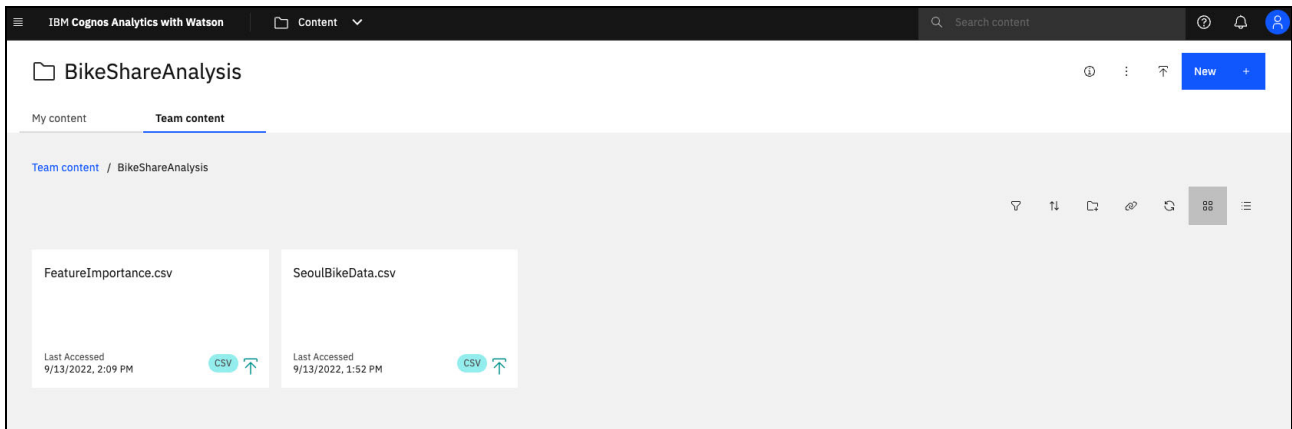 IBM Cognos Analytics with Watson
Content
Search content
BikeShareAnalysis
New +
My content
Team content
Team content / BikeShareAnalysis
FeatureImportance.csv
Last Accessed
9/13/2022, 2:09 PM
CSV
SeoulBikeData.csv
Last Accessed
9/13/2022, 1:52 PM
CSV